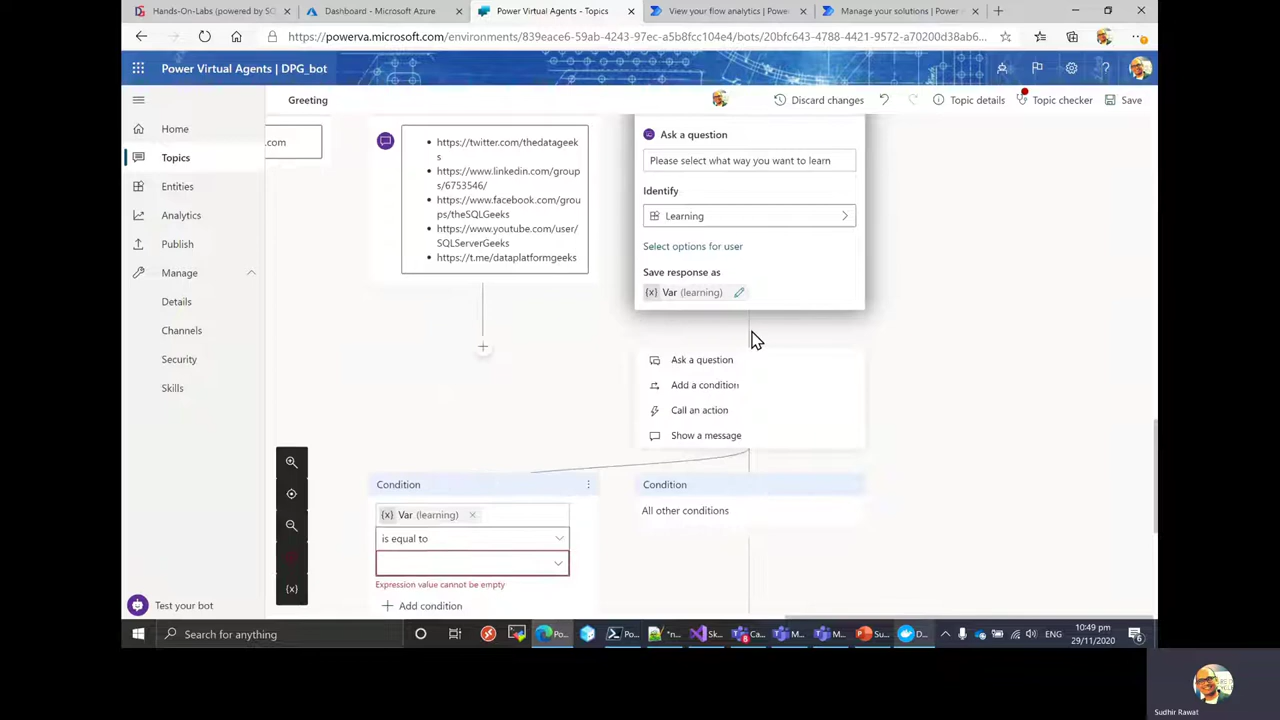 Hands-On-Labs (powered by SQ
Dashboard - Microsoft Azure
Power Virtual Agents - Topics
View your flow analytics | Power
Manage your solutions | Power A
https://powerva.microsoft.com/environments/839eace6-59ab-4243-97ec-a5b8fcc104e4/bots/20bfc643-4788-4421-9572-a70200d38ab6...
Power Virtual Agents | DPG_bot
Greeting
Discard changes
Topic details
Topic checker
Save
Home
Topics
Entities
Analytics
Publish
Manage
Details
Channels
Security
Skills
.com
https://twitter.com/thedatageek
s
https://www.linkedin.com/group
s/6753546/
https://www.facebook.com/grou
ps/theSQLGeeks
https://www.youtube.com/user/
SQLServerGeeks
https://t.me/dataplatformgeeks
Ask a question
Please select what way you want to learn
Identify
Learning
Select options for user
Save response as
{x} Var (learning)
Ask a question
Add a condition
Call an action
Show a message
Condition
{x} Var (learning)
is equal to
Expression value cannot be empty
Add condition
Condition
All other conditions
{x}
Test your bot
Search for anything
Po...
Po...
"n...
Sk...
Ca...
M...
M...
Su...
D...
ENG
10:49 pm
29/11/2020
Sudhir Rawat